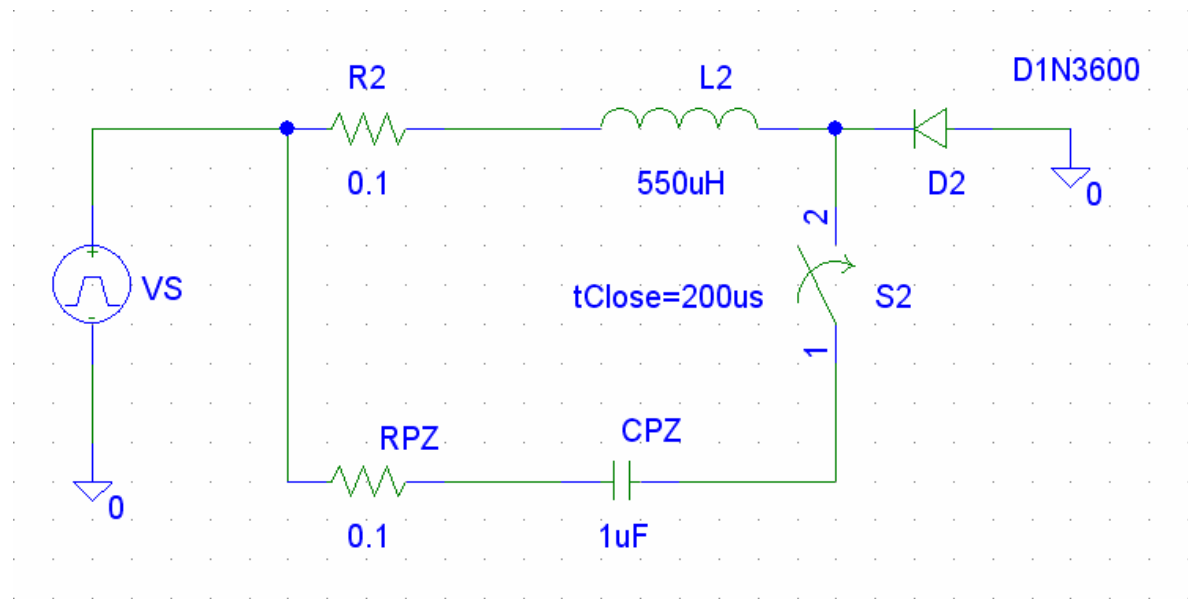 R2
L2
D1N3600
0.1
550uH
D2
0
2
VS
+
-
tClose=200us
S2
1
RPZ
CPZ
0
0.1
1uF